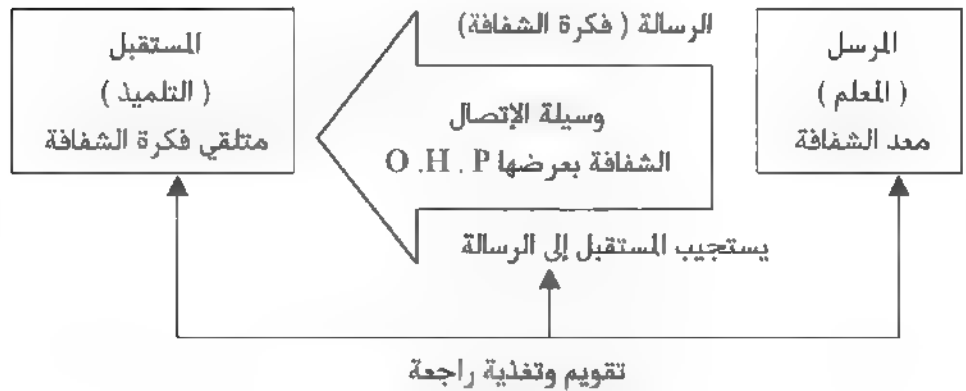 المرسل
( المعلم )
معد الشفافة
الرسالة ( فكرة الشفافة)
وسيلة الإتصال
الشفافة بعرضها O .H . P
المستقبل
( التلميذ )
متلقي فكرة الشفافة
يستجيب المستقبل إلى الرسالة
تقويم وتغذية راجعة